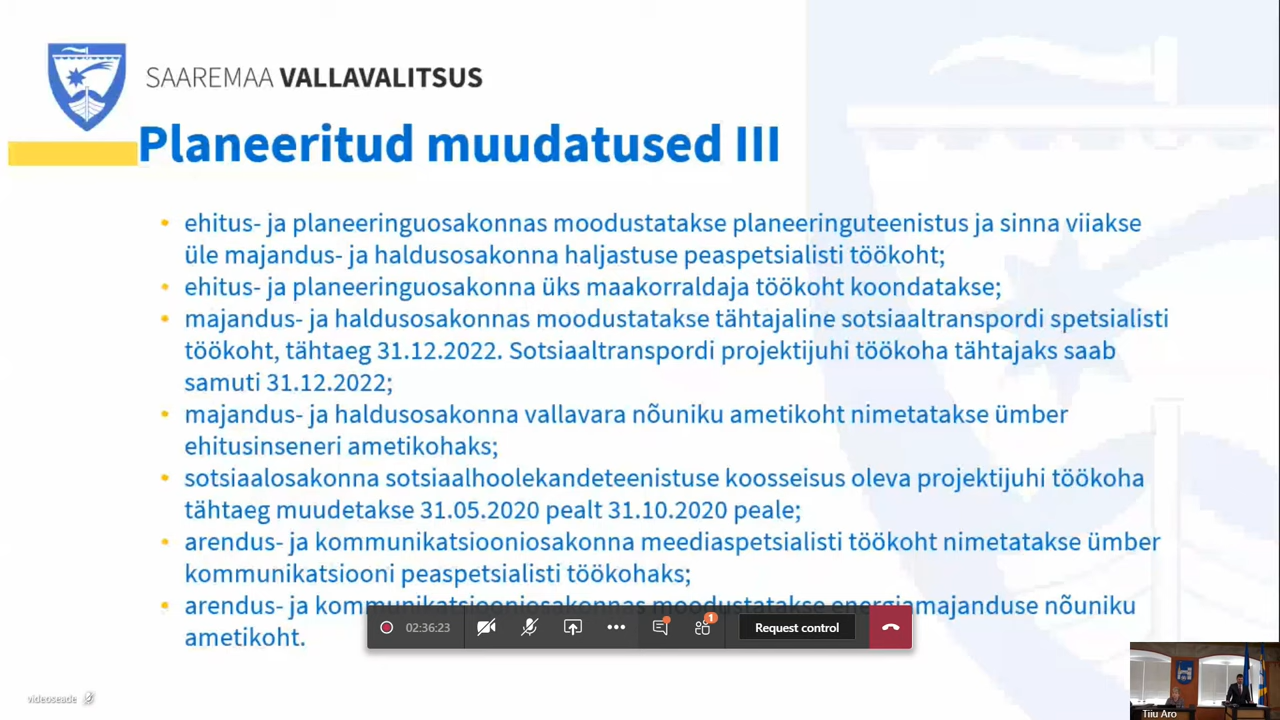 SAAREMAA VALLAVALITSUS
Planeeritud muudatused III
• ehitus- ja planeeringuosakonnas moodustatakse planeeringuteenistus ja sinna viiakse
üle majandus- ja haldusosakonna haljastuse peaspetsialisti töökoht;
• ehitus- ja planeeringuosakonna üks maakorraldaja töökoht koondatakse;
• majandus- ja haldusosakonnas moodustatakse tähtajaline sotsiaaltranspordi spetsialisti
töökoht, tähtaeg 31.12.2022. Sotsiaaltranspordi projektijuhi töökoha tähtajaks saab
samuti 31.12.2022;
• majandus- ja haldusosakonna vallavara nõuniku ametikoht nimetatakse ümber
ehitusinseneri ametikohaks;
• sotsiaalosakonna sotsiaalhoolekandeteenistuse koosseisus oleva projektijuhi töökoha
tähtaeg muudetakse 31.05.2020 pealt 31.10.2020 peale;
• arendus- ja kommunikatsiooniosakonna meediaspetsialisti töökoht nimetatakse ümber
kommunikatsiooni peaspetsialisti töökohaks;
• arendus- ja kommunikatsiooniosakonnas moodustatakse energiamajanduse nõuniku
ametikoht.
02:36:23
1
Request control
videoseade
Tiiu Aro